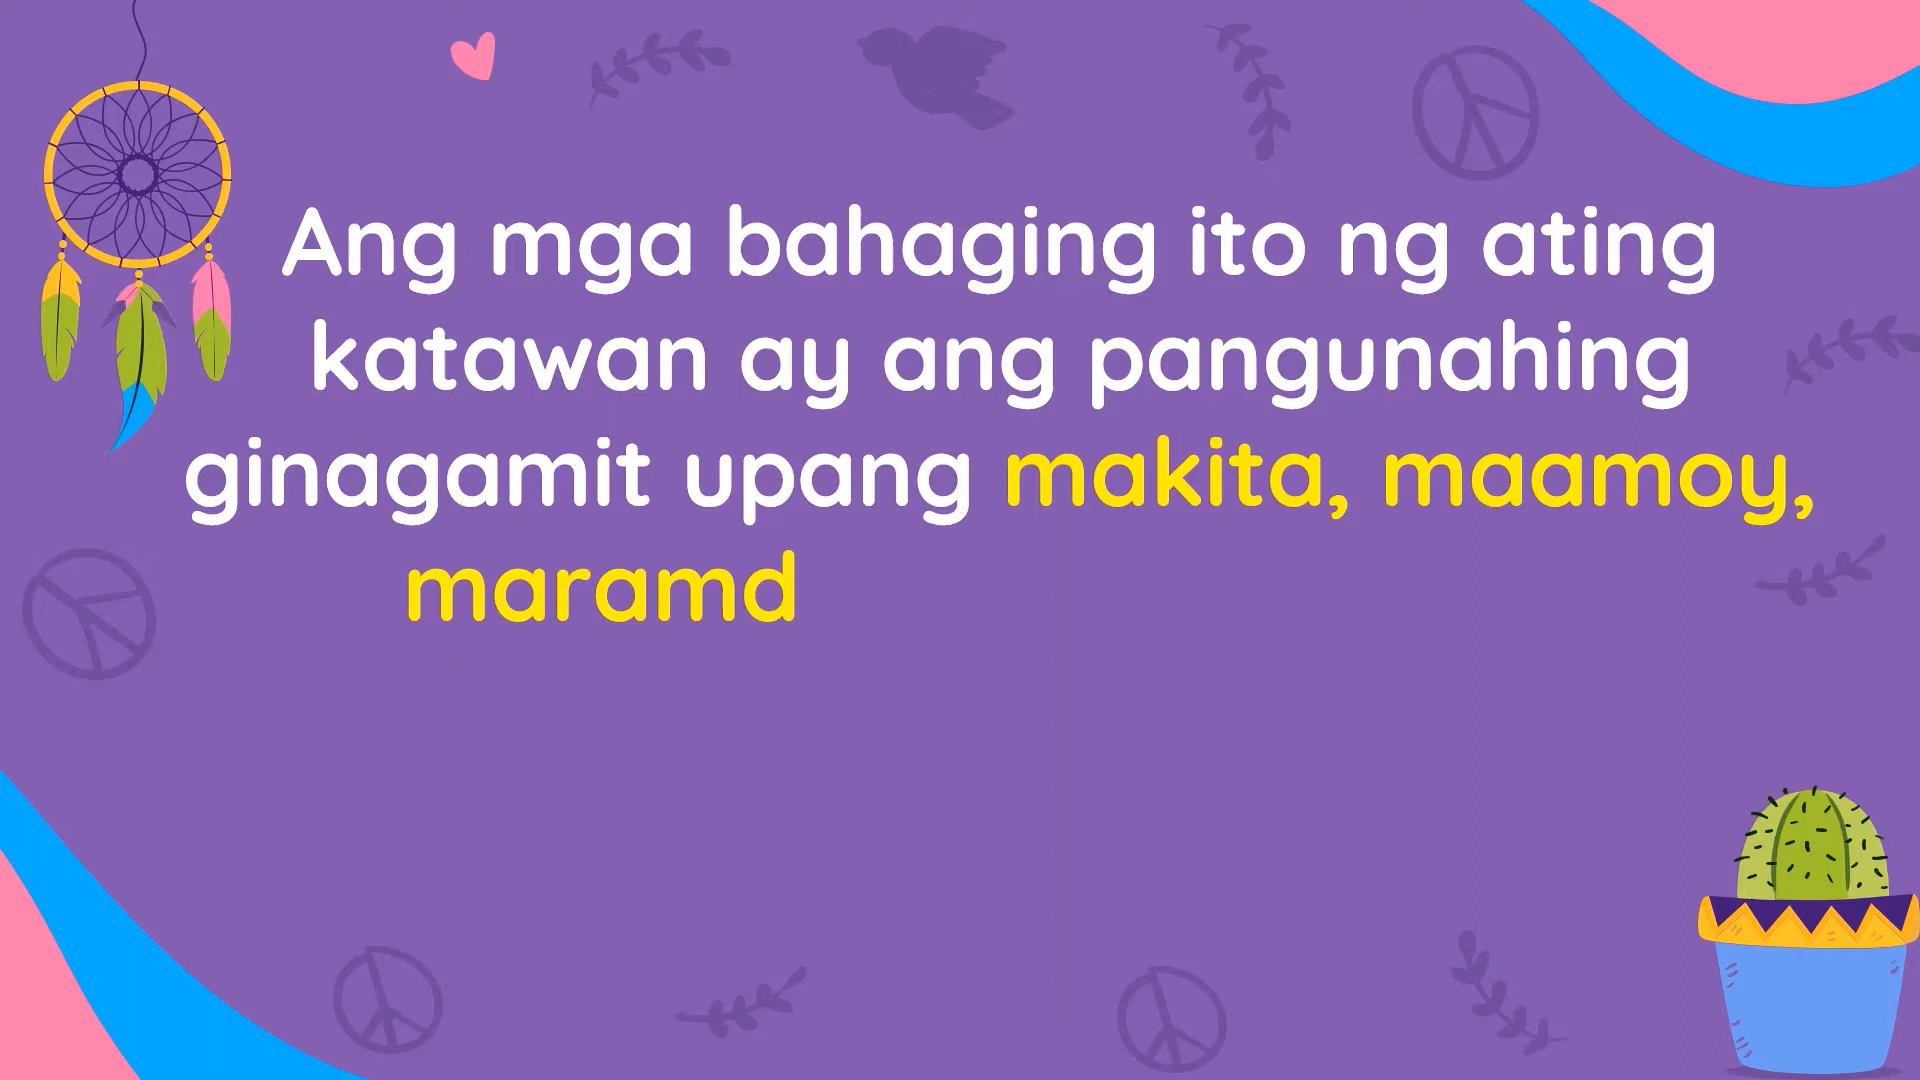 Ang mga bahaging ito ng ating
katawan ay ang pangunahing
ginagamit upang makita, maamoy,
maramd